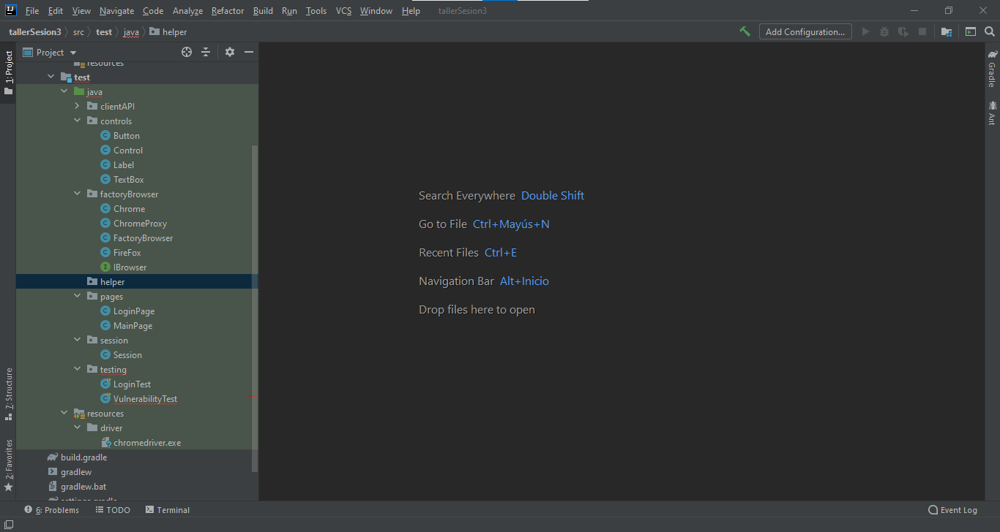 IJ File Edit View Navigate Code Analyze Refactor Build Run Tools VCS Window Help tallerSesion3
tallerSesion3 src test java helper Add Configuration...
1: Project
Project
resources
test
java
clientAPI
controls
Button
Control
Label
TextBox
factoryBrowser
Chrome
ChromeProxy
FactoryBrowser
FireFox
IBrowser
helper
pages
LoginPage
MainPage
session
Session
testing
LoginTest
VulnerabilityTest
resources
driver
chromedriver.exe
build.gradle
gradlew
gradlew.bat
settings.gradle
7: Structure
2: Favorites
Search Everywhere Double Shift
Go to File Ctrl+Mayús+N
Recent Files Ctrl+E
Navigation Bar Alt+Inicio
Drop files here to open
Gradle
Ant
6: Problems TODO Terminal Event Log